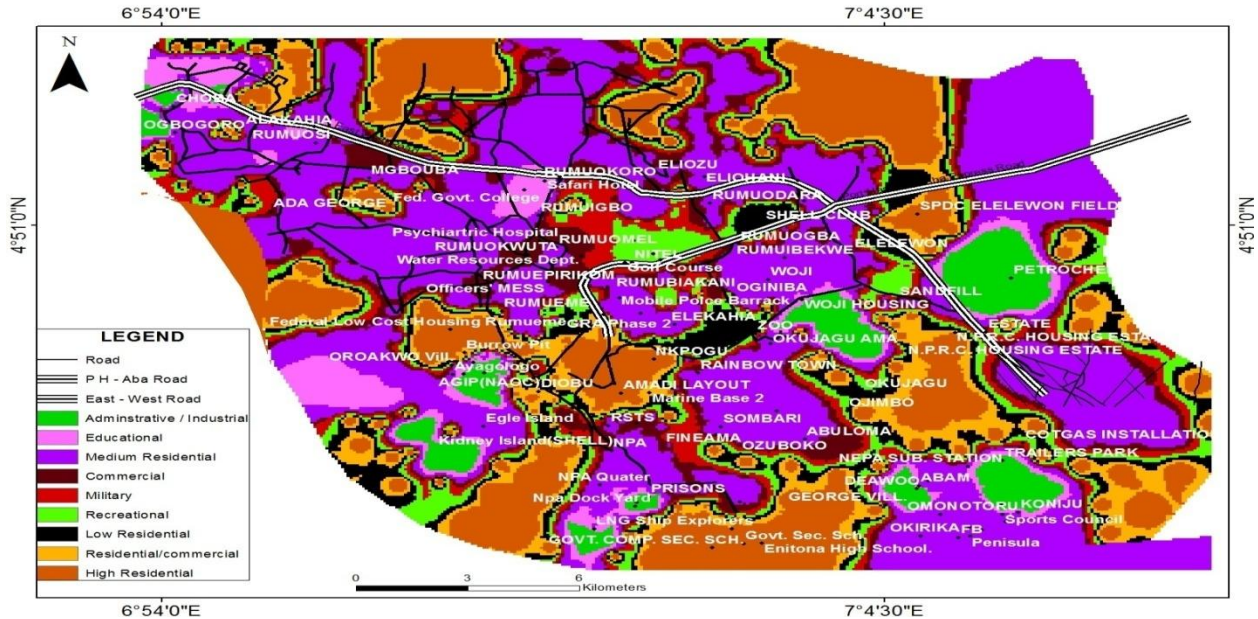 6°54'0"E 7°4'30"E
N
CHOBA
OGBOGORO ALAKAHIA
RUMUOSI
MGBOUBA RUMUOKORO ELIOZU
Safari Hotel ELIOHANI
ADA GEORGE Fed. Govt. College RUMUODARA
RUMUIGBO SHELL CLUB SPDC ELELEWON FIELD
4°51'0"N 4°51'0"N
Psychiartric Hospital RUMUOMEL RUMUOGBA
RUMUOKWUTA NITEL RUMUIBEKWE ELELEWON
Water Resources Dept. Golf Course
RUMUEPIRIKOM RUMUBIAKANI WOJI PETROCHE
Officers' MESS OGINIBA SANDFILL
RUMUEME Mobile Police Barrack WOJI HOUSING
Federal Low Cost Housing Rumueme GRA Phase 2 ELEKAHIA ZOO ESTATE
Burrow Pit OKUJAGU AMA N.P.R.C. HOUSING ESTA
OROAKWO Vill. NKPOGU N.P.R.C. HOUSING ESTATE
Ayagologo RAINBOW TOWN
AGIP(NAOC) DIOBU AMADI LAYOUT OKUJAGU
Marine Base 2 OJIMBO
Egle Island RSTS SOMBARI
Kidney Island(SHELL) NPA FINEAMA ABULOMA COTGAS INSTALLATIO
OZUBOKO NEPA SUB. STATION TRAILERS PARK
NPA Quater PRISONS DEAWOO ABAM
Npa Dock Yard GEORGE VILL. OMONOTORU KONIJU
LNG Ship Explorers Sports Council
GOVT. COMP. SEC. SCH. Govt. Sec. Sch. OKIRIKA FB
Enitona High School. Penisula
LEGEND
Road
P H - Aba Road
East - West Road
Adminstrative / Industrial
Educational
Medium Residential
Commercial
Military
Recreational
Low Residential
Residential/commercial
High Residential
0 3 6
Kilometers
6°54'0"E 7°4'30"E